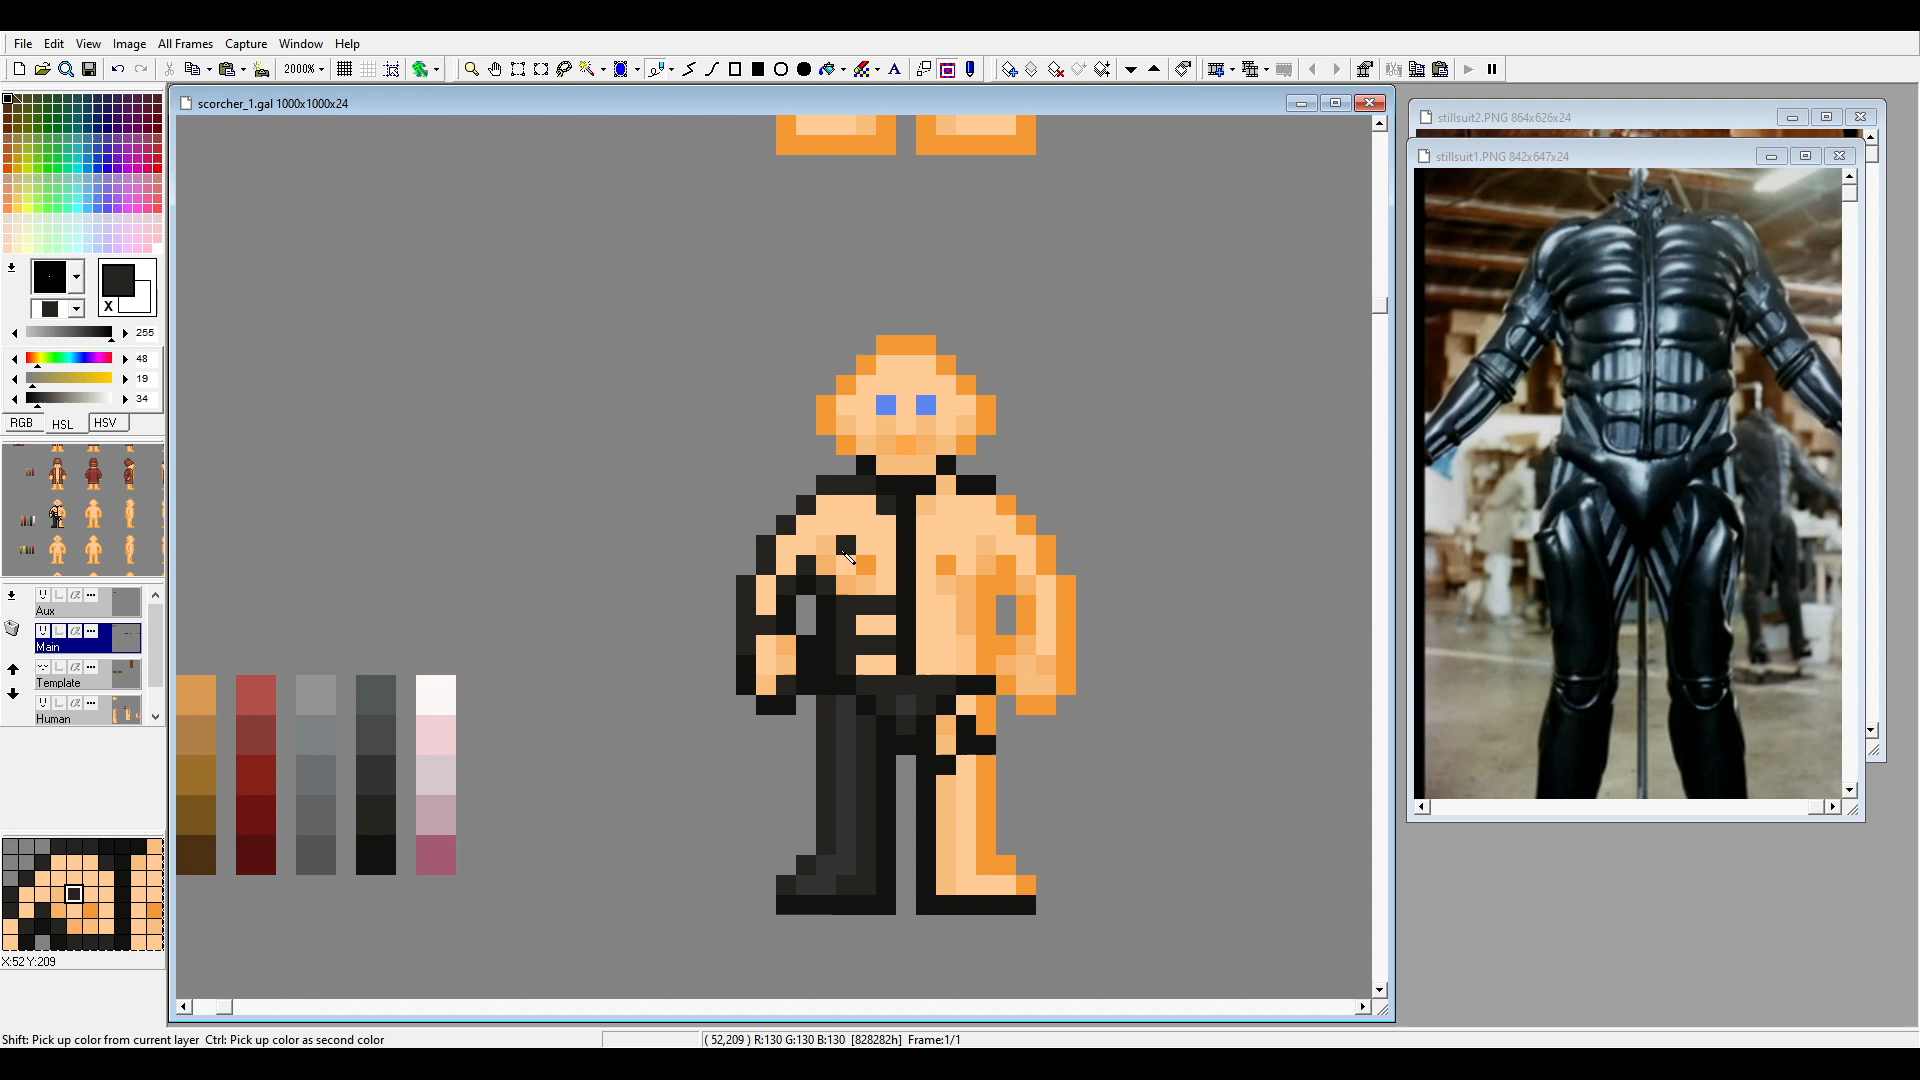 File Edit View Image All Frames Capture Window Help
2000%
A
scorcher_1.gal 1000x1000x24
stillsuit2.PNG 864x626x24
stillsuit1.PNG 842x647x24
X
255
48
19
34
RGB HSL HSV
Aux
Main
Template
Human
X:52 Y:209
Shift: Pick up color from current layer Ctrl: Pick up color as second color
( 52,209 ) R:130 G:130 B:130 [828282h] Frame:1/1